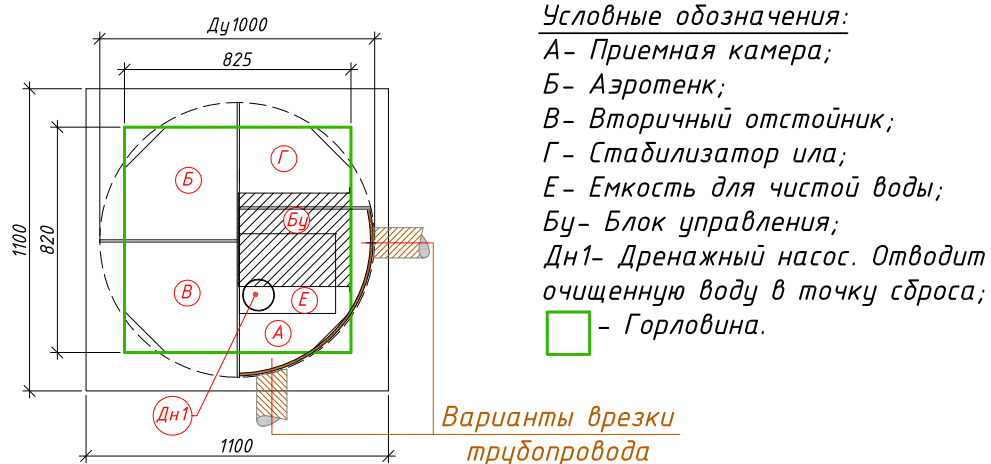 Ду1000
825
1100
820
Б
Г
Бу
В
Е
А
Дн1
1100
Варианты врезки
трубопровода
Условные обозначения:
А- Приемная камера;
Б- Аэротенк;
В- Вторичный отстойник;
Г- Стабилизатор ила;
Е- Емкость для чистой воды;
Бу- Блок управления;
Дн1- Дренажный насос. Отводит
очищенную воду в точку сброса;
- Горловина.